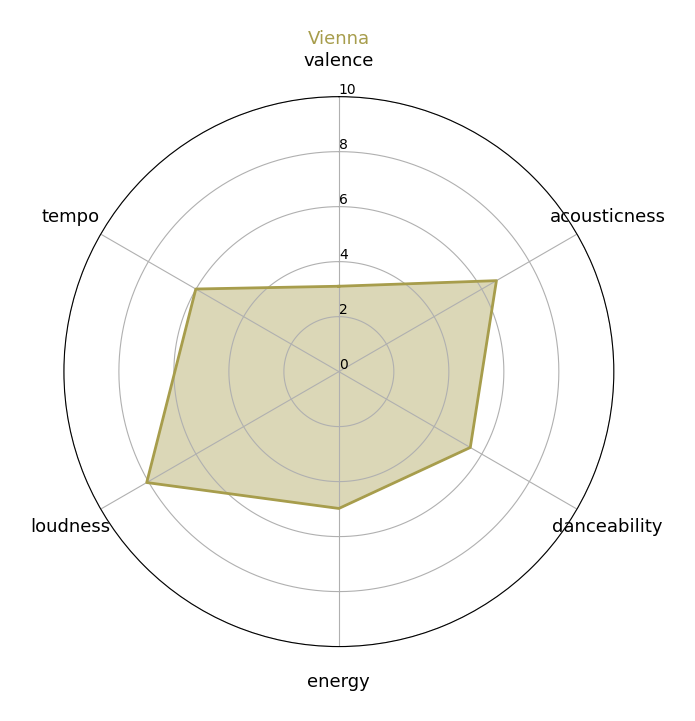 Vienna
valence
10
8
6
4
2
0
tempo
acousticness
loudness
danceability
energy